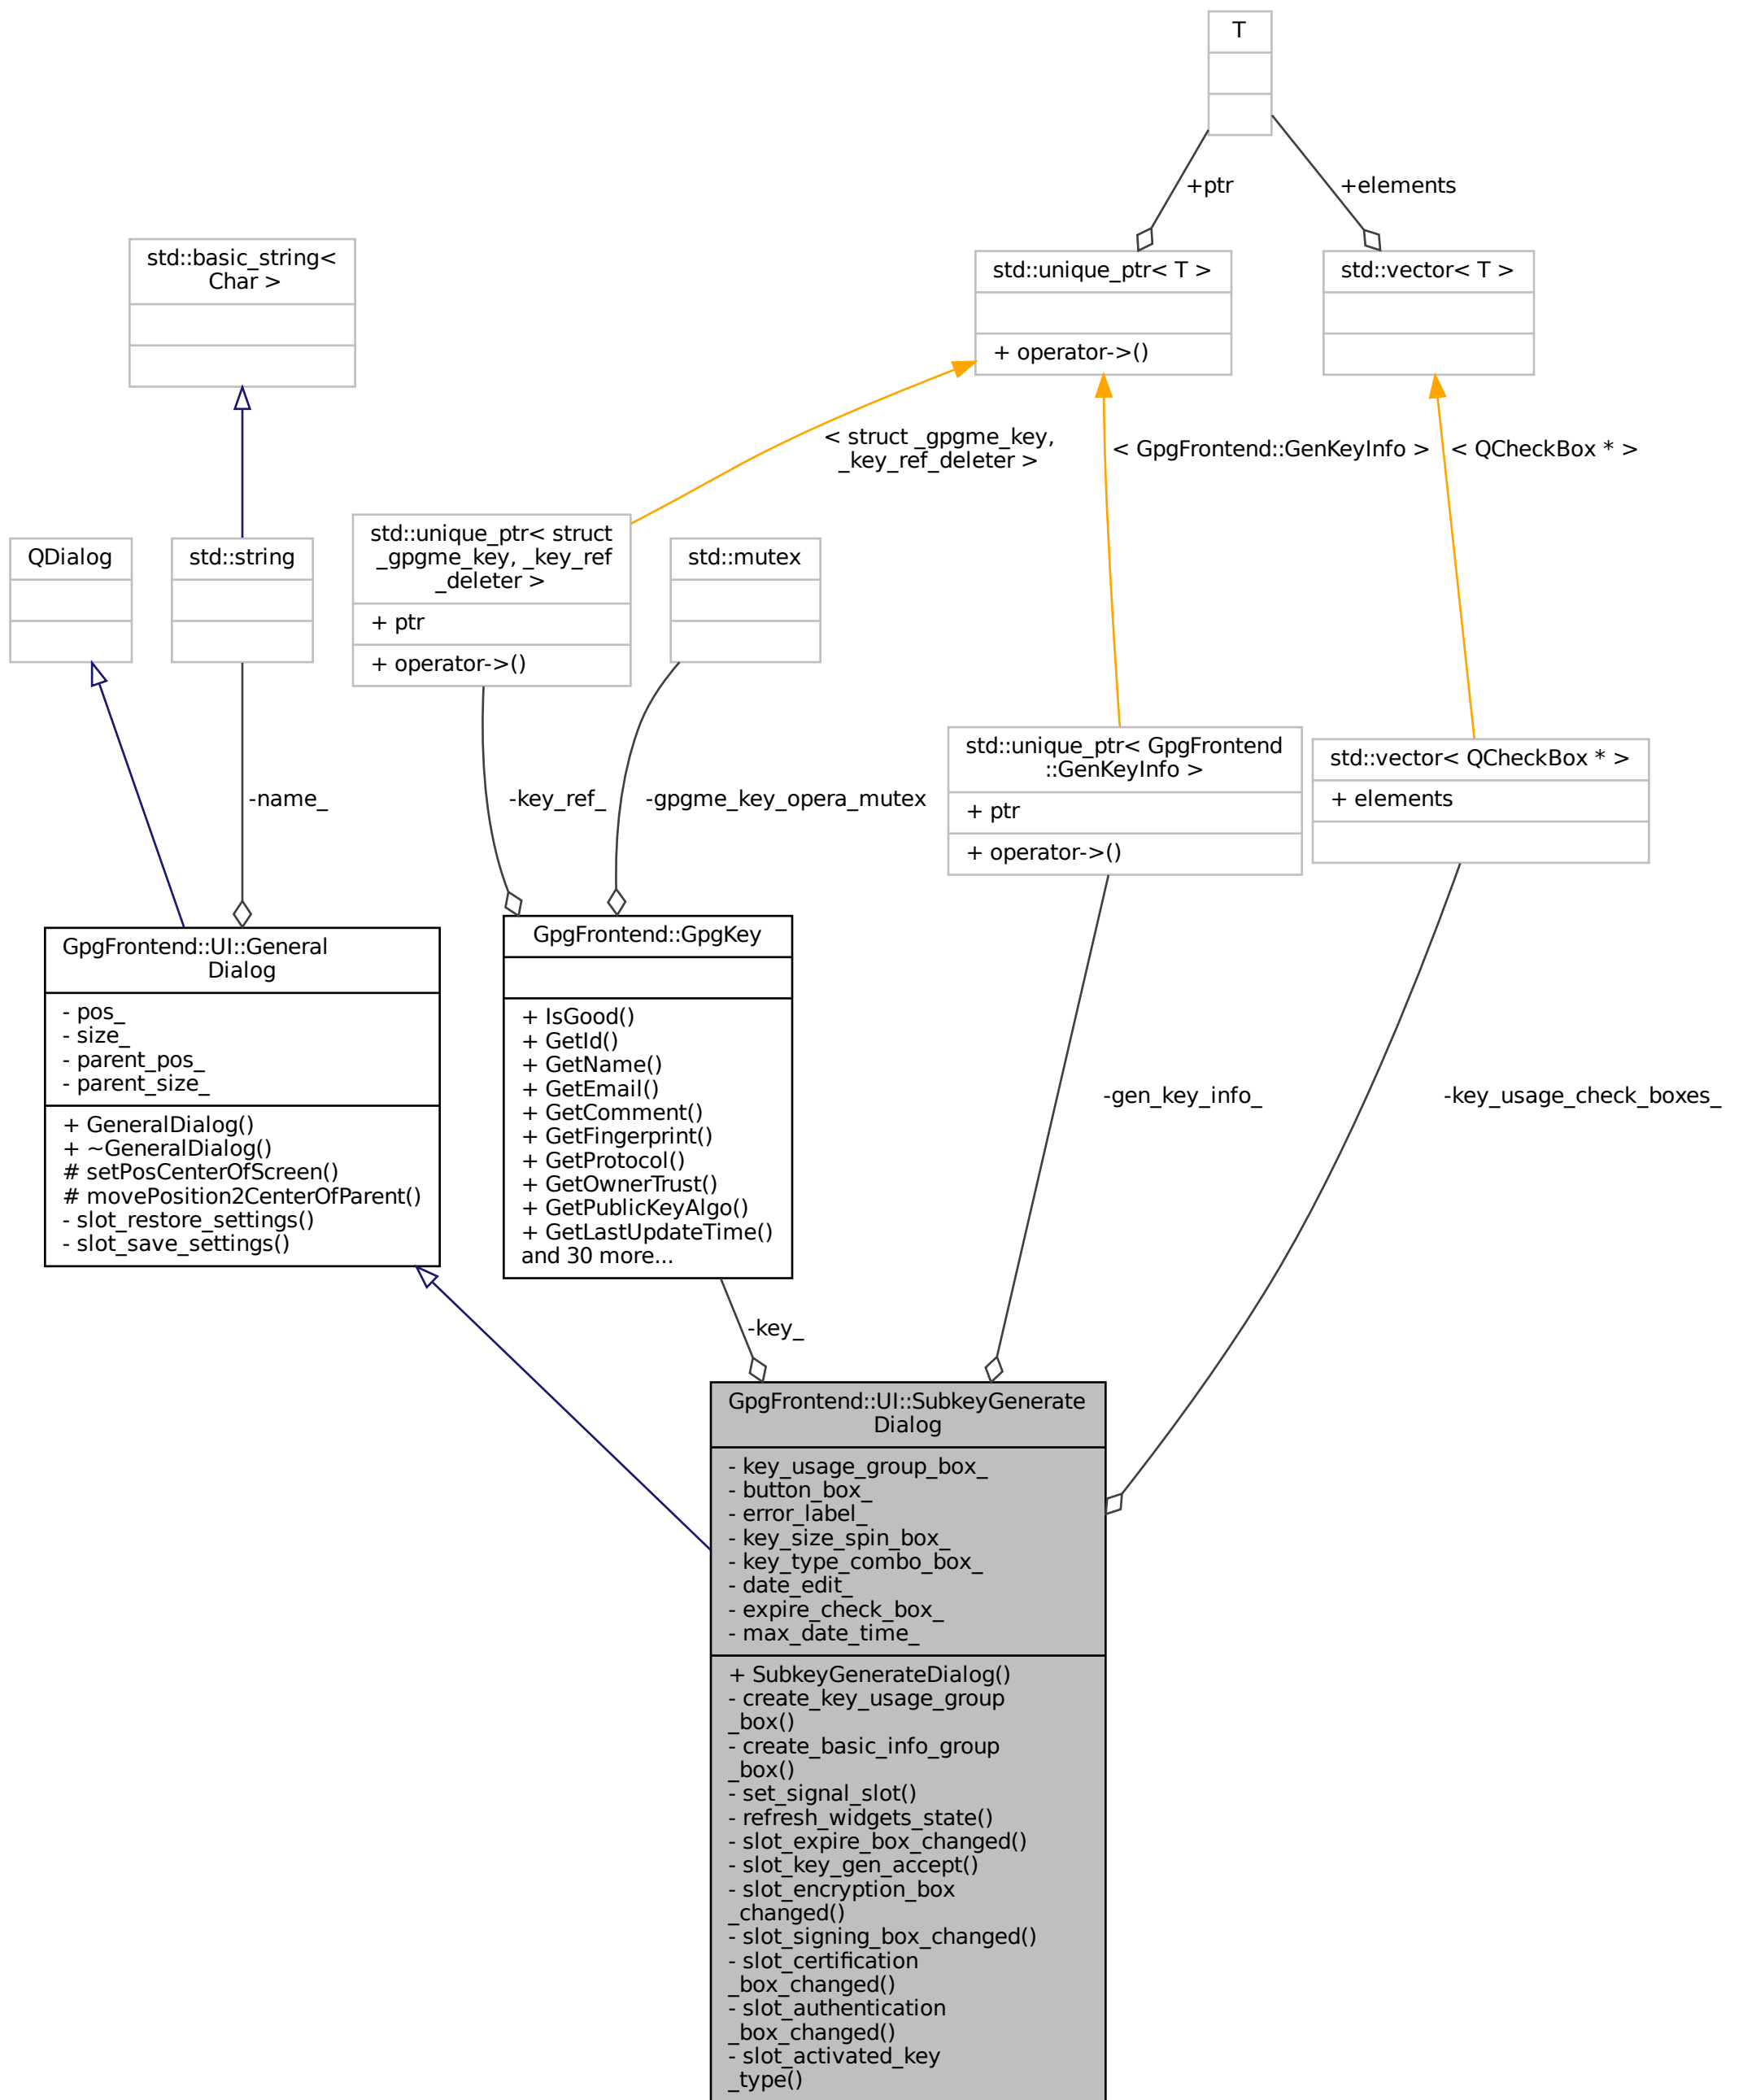 T
+ptr
+elements
std::basic_string<
Char >
std::unique_ptr< T >
+ operator->()
std::vector< T >
< struct _gpgme_key,
_key_ref_deleter >
< GpgFrontend::GenKeyInfo >
< QCheckBox * >
QDialog
std::string
std::unique_ptr< struct
_gpgme_key, _key_ref
_deleter >
+ ptr
+ operator->()
std::mutex
std::unique_ptr< GpgFrontend
::GenKeyInfo >
+ ptr
+ operator->()
std::vector< QCheckBox * >
+ elements
-name_
-key_ref_
-gpgme_key_opera_mutex
GpgFrontend::UI::General
Dialog
- pos_
- size_
- parent_pos_
- parent_size_
+ GeneralDialog()
+ ~GeneralDialog()
# setPosCenterOfScreen()
# movePosition2CenterOfParent()
- slot_restore_settings()
- slot_save_settings()
GpgFrontend::GpgKey
+ IsGood()
+ GetId()
+ GetName()
+ GetEmail()
+ GetComment()
+ GetFingerprint()
+ GetProtocol()
+ GetOwnerTrust()
+ GetPublicKeyAlgo()
+ GetLastUpdateTime()
and 30 more...
-gen_key_info_
-key_usage_check_boxes_
-key_
GpgFrontend::UI::SubkeyGenerate
Dialog
- key_usage_group_box_
- button_box_
- error_label_
- key_size_spin_box_
- key_type_combo_box_
- date_edit_
- expire_check_box_
- max_date_time_
+ SubkeyGenerateDialog()
- create_key_usage_group
_box()
- create_basic_info_group
_box()
- set_signal_slot()
- refresh_widgets_state()
- slot_expire_box_changed()
- slot_key_gen_accept()
- slot_encryption_box
_changed()
- slot_signing_box_changed()
- slot_certification
_box_changed()
- slot_authentication
_box_changed()
- slot_activated_key
_type()